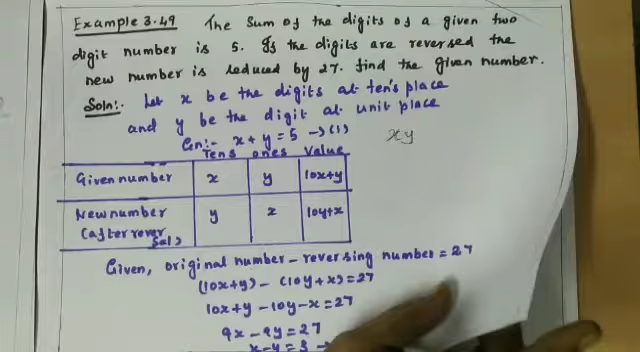 Example 3.49 The Sum of the digits of a given two
digit number is 5. If the digits are reversed the
new number is reduced by 27. find the given number.
Soln:- Let x be the digits at ten's place
and y be the digit at unit place
Gn:- x+y=5 →(1)
xy
Tens ones Value
Given number x y 10x+y
New number y x 10y+x
(after rever
sal)
Given, original number - reversing number = 27
(10x+y) - (10y+x) = 27
10x+y - 10y - x = 27
9x - 9y = 27
x-y = 3 →